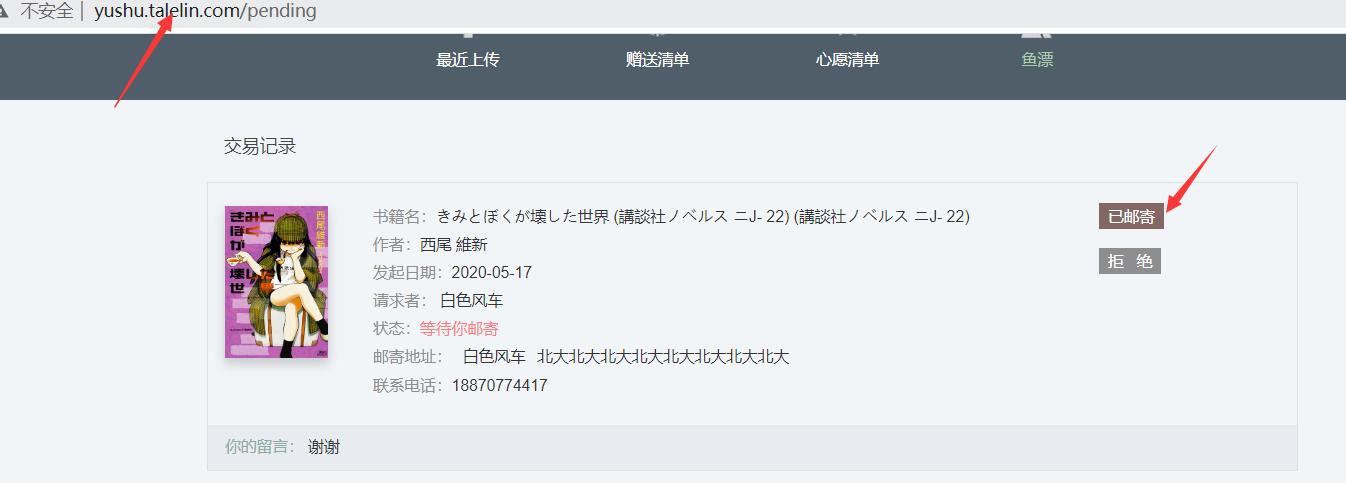 不安全 | yushu.talelin.com/pending
最近上传 赠送清单 心愿清单 鱼漂
交易记录
きみと
ぼく
が
壊した
世
西尾維新
书籍名：きみとぼくが壊した世界 (講談社ノベルス ニJ- 22) (講談社ノベルス ニJ- 22)
已邮寄
作者：西尾 維新
拒 绝
发起日期：2020-05-17
请求者： 白色风车
状态：等待你邮寄
邮寄地址： 白色风车 北大北大北大北大北大北大北大北大
联系电话：18870774417
你的留言： 谢谢